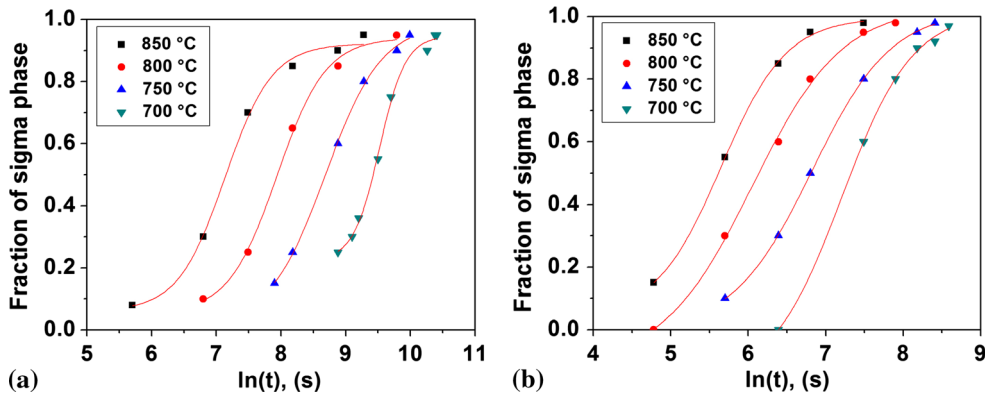 Fraction of sigma phase
1.0
0.8
0.6
0.4
0.2
0.0
850 °C
800 °C
750 °C
700 °C
5 6 7 8 9 10 11
ln(t), (s)
(a)
Fraction of sigma phase
1.0
0.8
0.6
0.4
0.2
0.0
850 °C
800 °C
750 °C
700 °C
4 5 6 7 8 9
ln(t), (s)
(b)